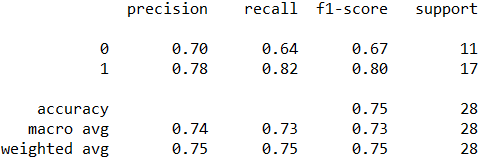 precision recall f1-score support
0 0.70 0.64 0.67 11
1 0.78 0.82 0.80 17
accuracy 0.75 28
macro avg 0.74 0.73 0.73 28
weighted avg 0.75 0.75 0.75 28